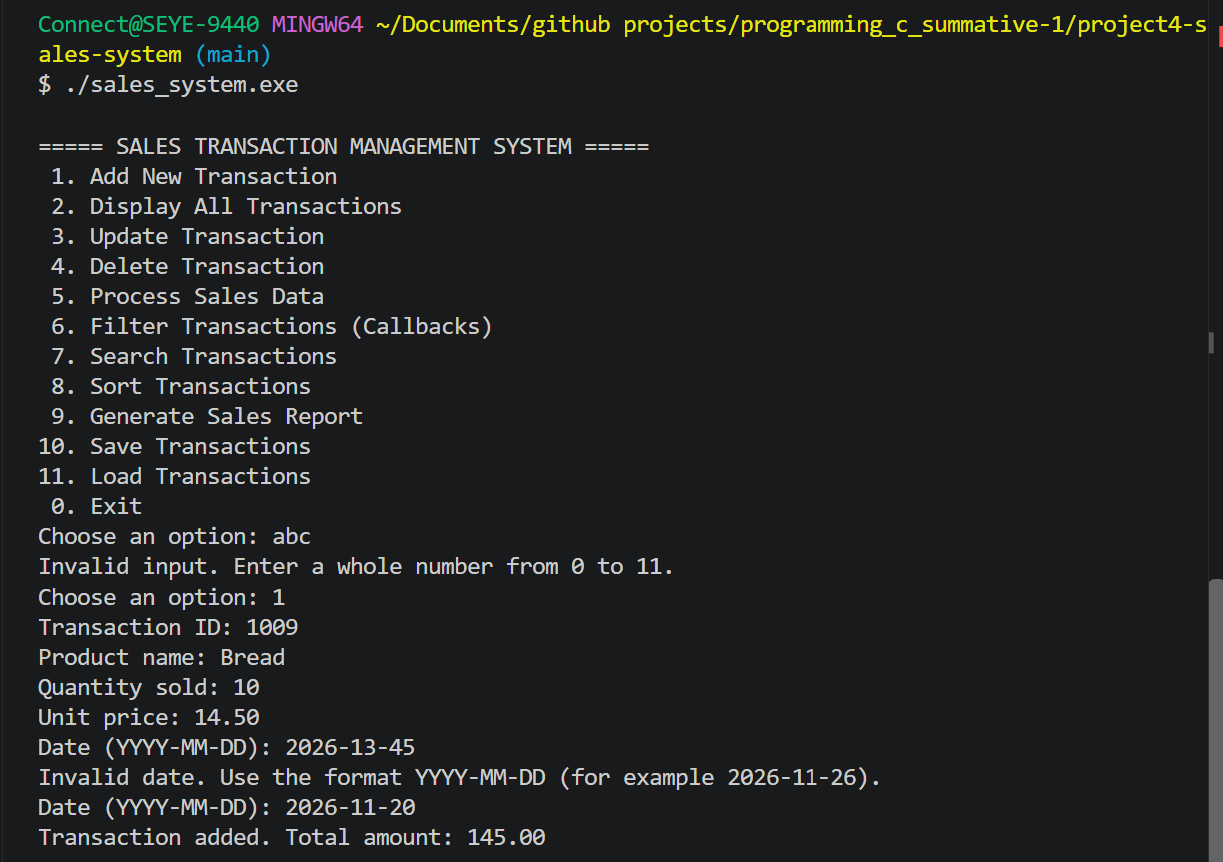 Connect@SEYE-9440 MINGW64 ~/Documents/github projects/programming_c_summative-1/project4-s
ales-system (main)
$ ./sales_system.exe

===== SALES TRANSACTION MANAGEMENT SYSTEM =====
 1. Add New Transaction
 2. Display All Transactions
 3. Update Transaction
 4. Delete Transaction
 5. Process Sales Data
 6. Filter Transactions (Callbacks)
 7. Search Transactions
 8. Sort Transactions
 9. Generate Sales Report
10. Save Transactions
11. Load Transactions
 0. Exit
Choose an option: abc
Invalid input. Enter a whole number from 0 to 11.
Choose an option: 1
Transaction ID: 1009
Product name: Bread
Quantity sold: 10
Unit price: 14.50
Date (YYYY-MM-DD): 2026-13-45
Invalid date. Use the format YYYY-MM-DD (for example 2026-11-26).
Date (YYYY-MM-DD): 2026-11-20
Transaction added. Total amount: 145.00